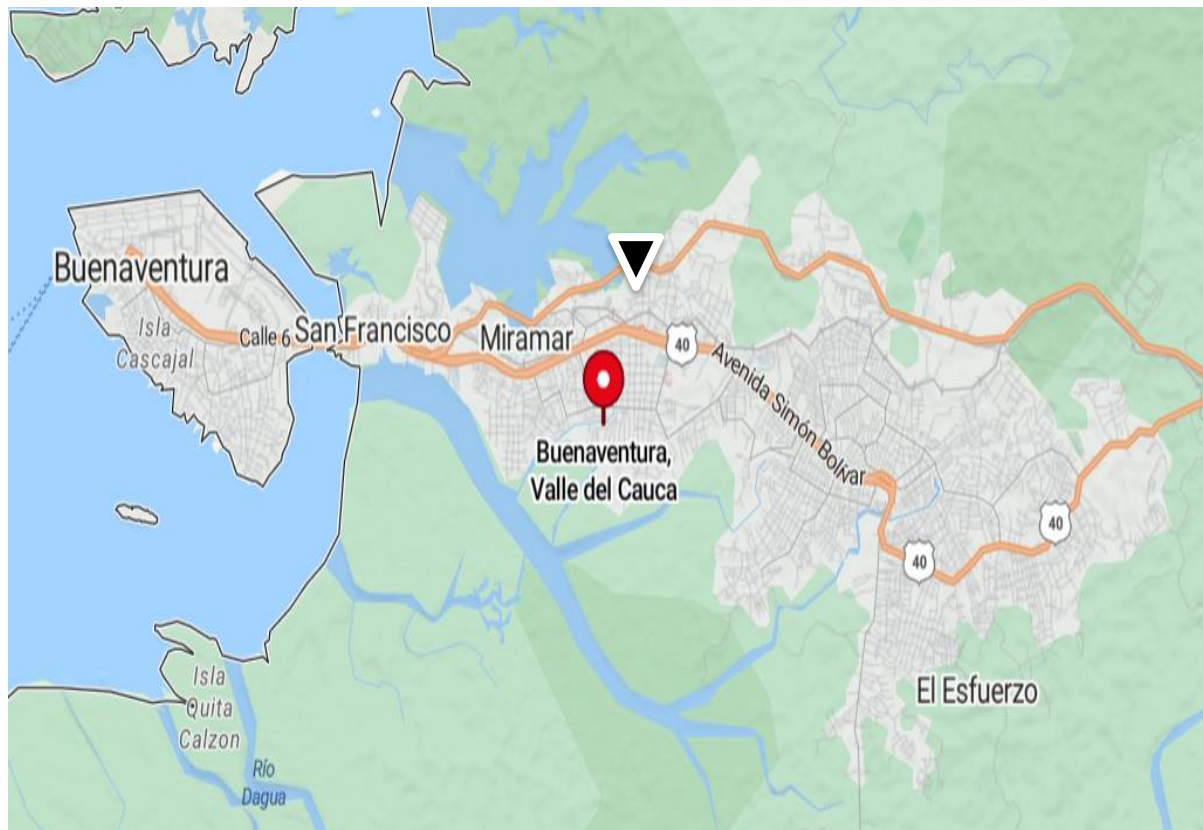 Buenaventura
Isla
Cascajal
Calle 6
San Francisco
Miramar
40
Avenida Simón Bolívar
Buenaventura,
Valle del Cauca
40
40
El Esfuerzo
Isla
Quita
Calzon
Río
Dagua